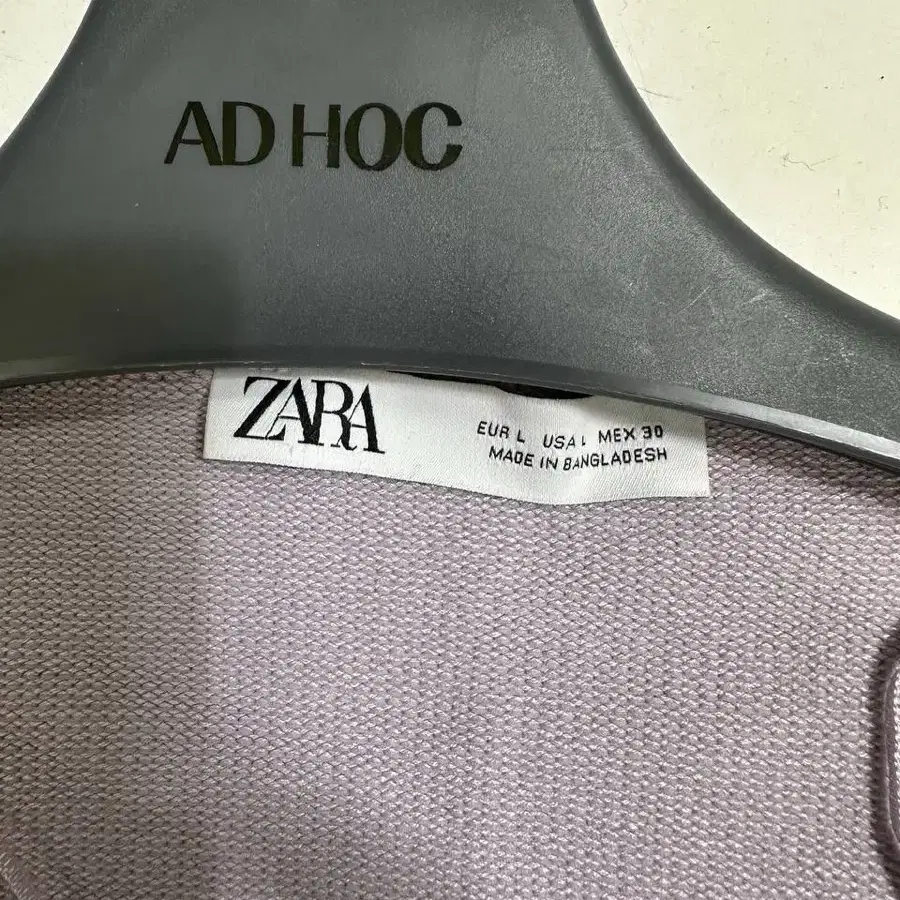 AD HOC
ZARA
EUR L USA L MEX 30
MADE IN BANGLADESH